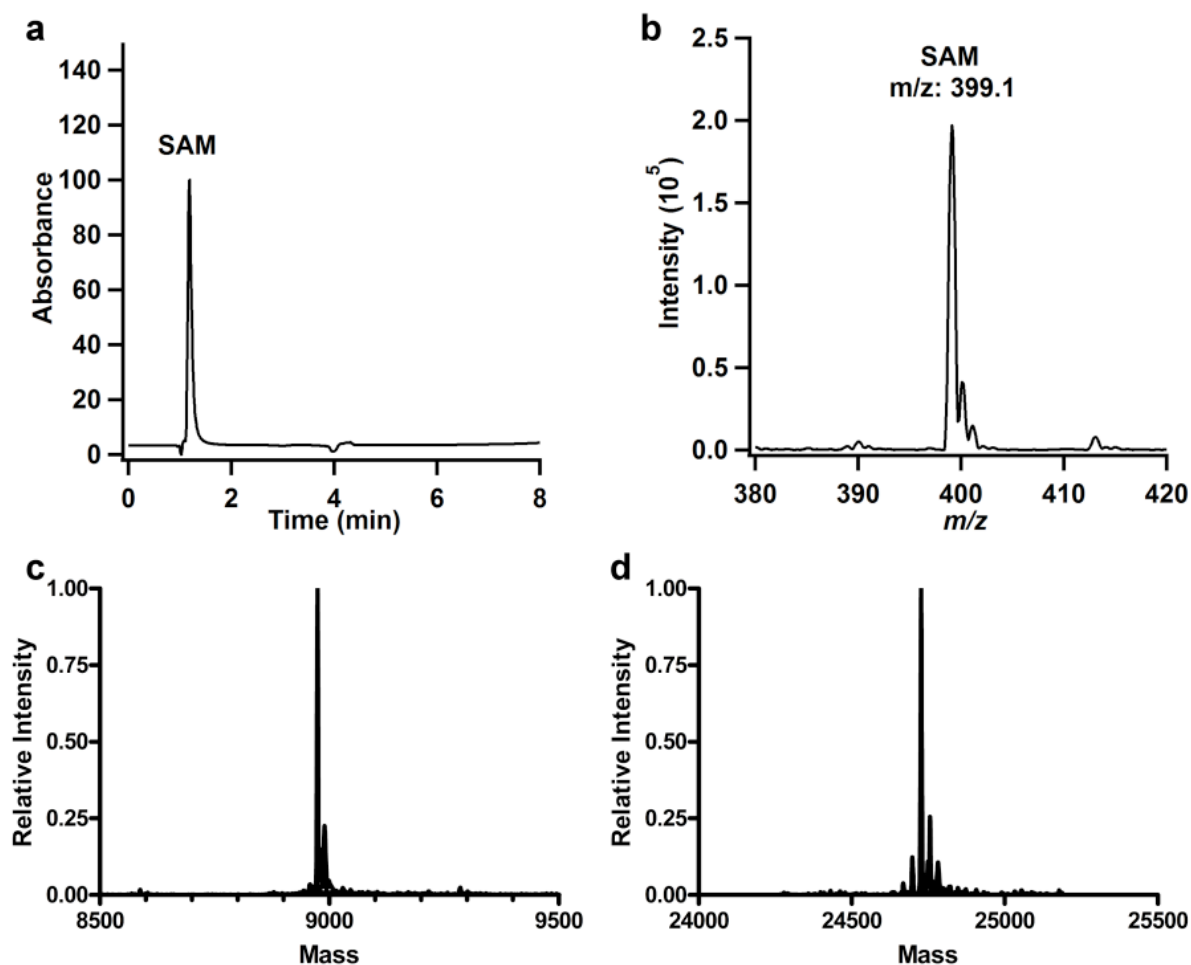 a
140
120
100
80
60
40
20
0
Absorbance
SAM
0 2 4 6 8
Time (min)
b
2.5
2.0
1.5
1.0
0.5
0.0
Intensity (10^5)
SAM
m/z: 399.1
380 390 400 410 420
m/z
c
1.00
0.75
0.50
0.25
0.00
Relative Intensity
8500 9000 9500
Mass
d
1.00
0.75
0.50
0.25
0.00
Relative Intensity
24000 24500 25000 25500
Mass